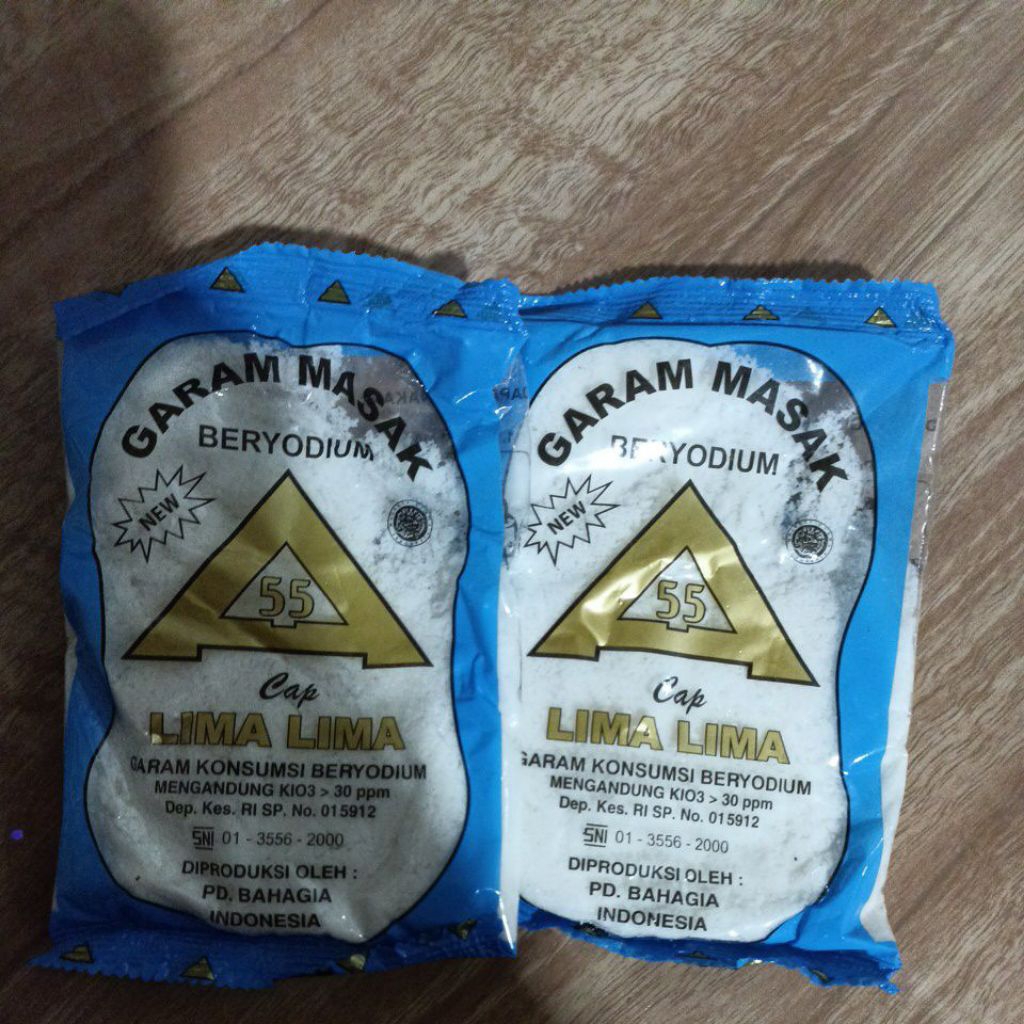 GARAM MASAK
BERYODIUM
NEW
55
Cap
LIMA LIMA
GARAM KONSUMSI BERYODIUM
MENGANDUNG KIO3 > 30 ppm
Dep. Kes. RI SP. No. 015912
SNI 01 - 3556 - 2000
DIPRODUKSI OLEH :
PD. BAHAGIA
INDONESIA
GARAM MASAK
BERYODIUM
NEW
55
Cap
LIMA LIMA
GARAM KONSUMSI BERYODIUM
MENGANDUNG KIO3 > 30 ppm
Dep. Kes. RI SP. No. 015912
SNI 01 - 3556 - 2000
DIPRODUKSI OLEH :
PD. BAHAGIA
INDONESIA